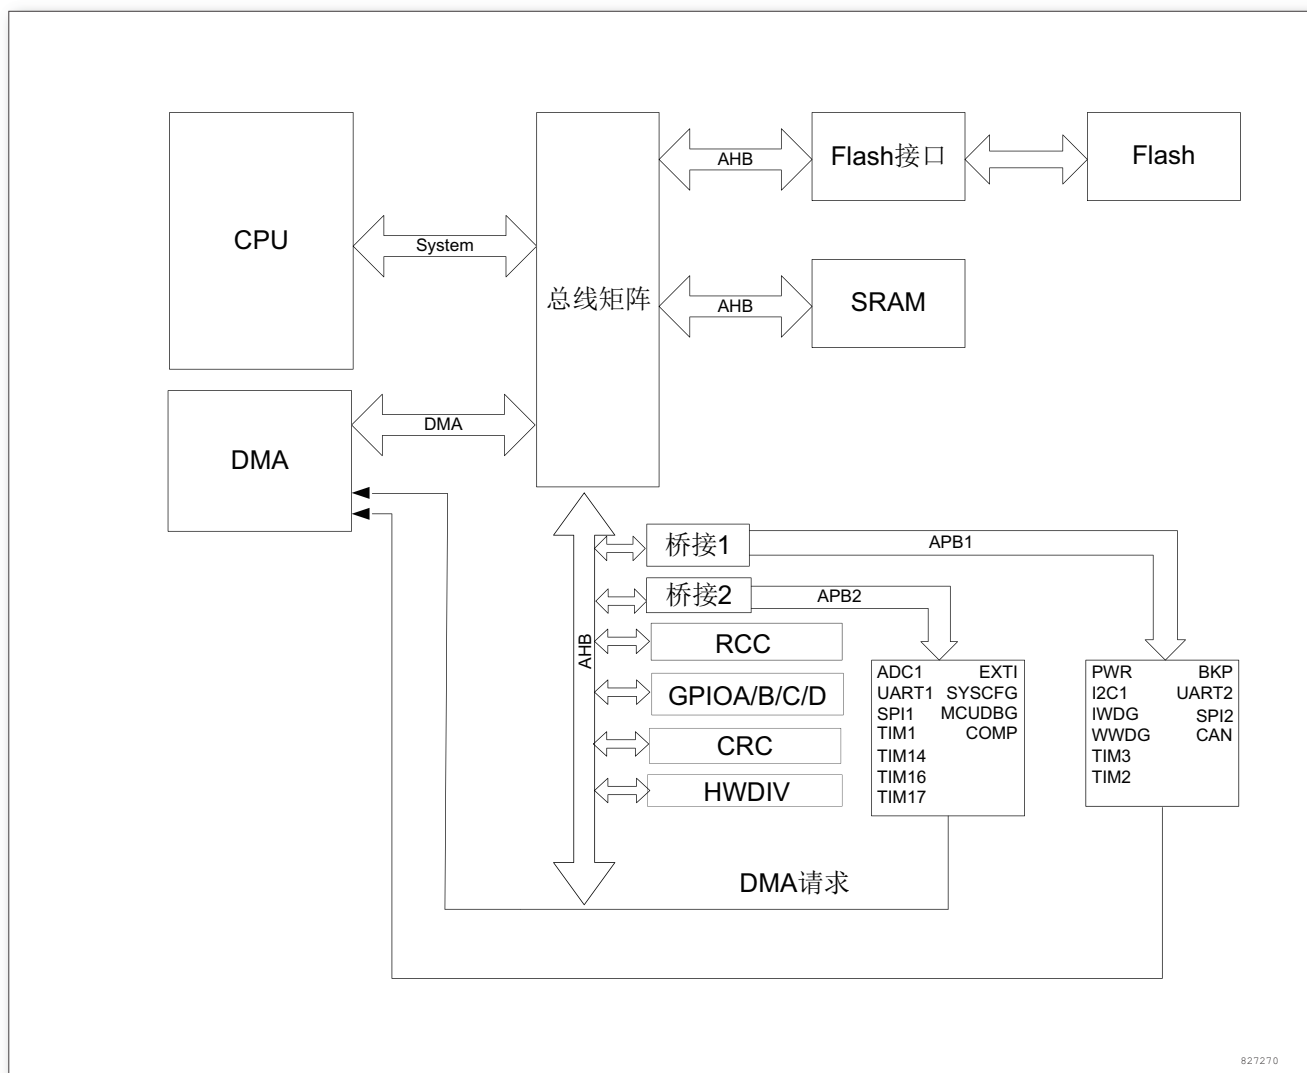 CPU
System
总线矩阵
AHB
Flash接口
Flash
AHB
SRAM
DMA
DMA
AHB
桥接1
APB1
桥接2
APB2
RCC
GPIOA/B/C/D
CRC
HWDIV
ADC1 EXTI
UART1 SYSCFG
SPI1 MCUDBG
TIM1 COMP
TIM14
TIM16
TIM17
PWR BKP
I2C1 UART2
IWDG SPI2
WWDG CAN
TIM3
TIM2
DMA请求
827270